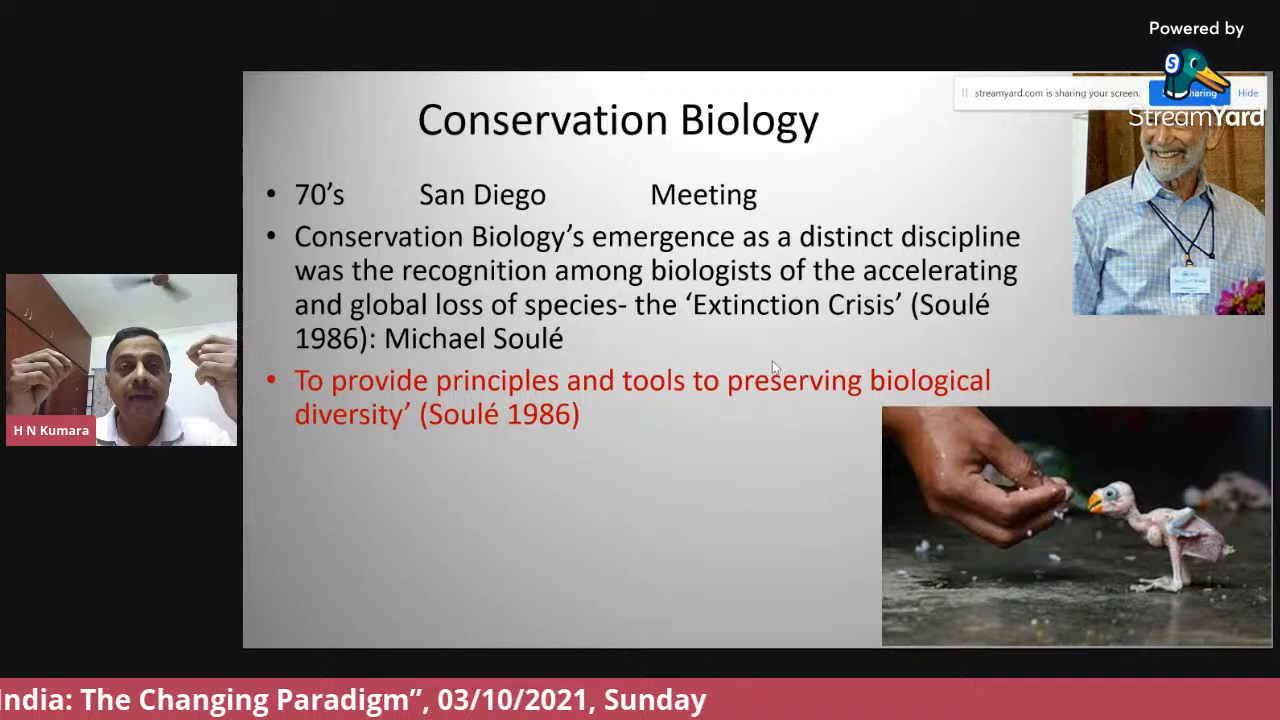 Powered by
StreamYard
streamyard.com is sharing your screen.
Hide
Conservation Biology
• 70’s San Diego Meeting
• Conservation Biology’s emergence as a distinct discipline
was the recognition among biologists of the accelerating
and global loss of species- the ‘Extinction Crisis’ (Soulé
1986): Michael Soulé
• To provide principles and tools to preserving biological
diversity’ (Soulé 1986)
H N Kumara
India: The Changing Paradigm”, 03/10/2021, Sunday